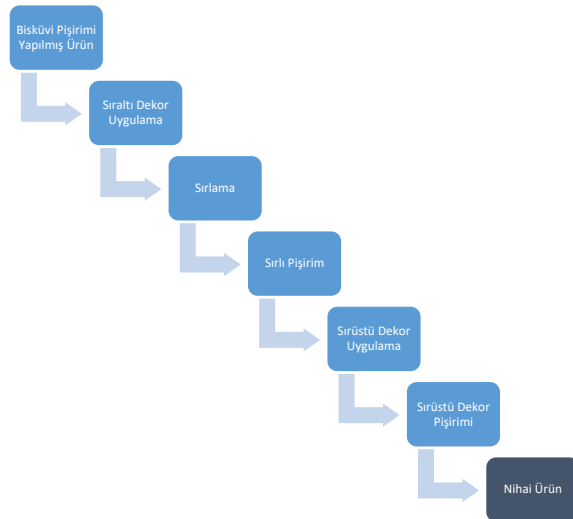 Bisküvi Pişirimi
Yapılmış Ürün
Sıraltı Dekor
Uygulama
Sırlama
Sırlı Pişirim
Sırüstü Dekor
Uygulama
Sırüstü Dekor
Pişirimi
Nihai Ürün